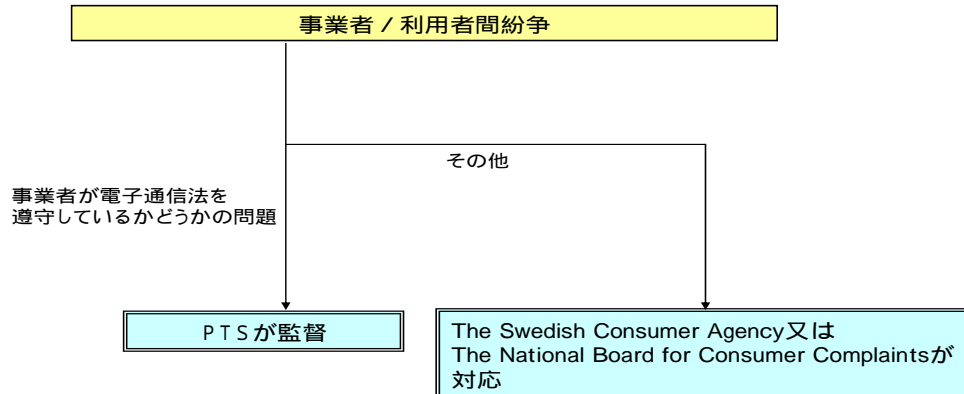 事業者/利用者間紛争
その他
事業者が電子通信法を
遵守しているかどうかの問題
PTSが監督
The Swedish Consumer Agency又は
The National Board for Consumer Complaintsが
対応